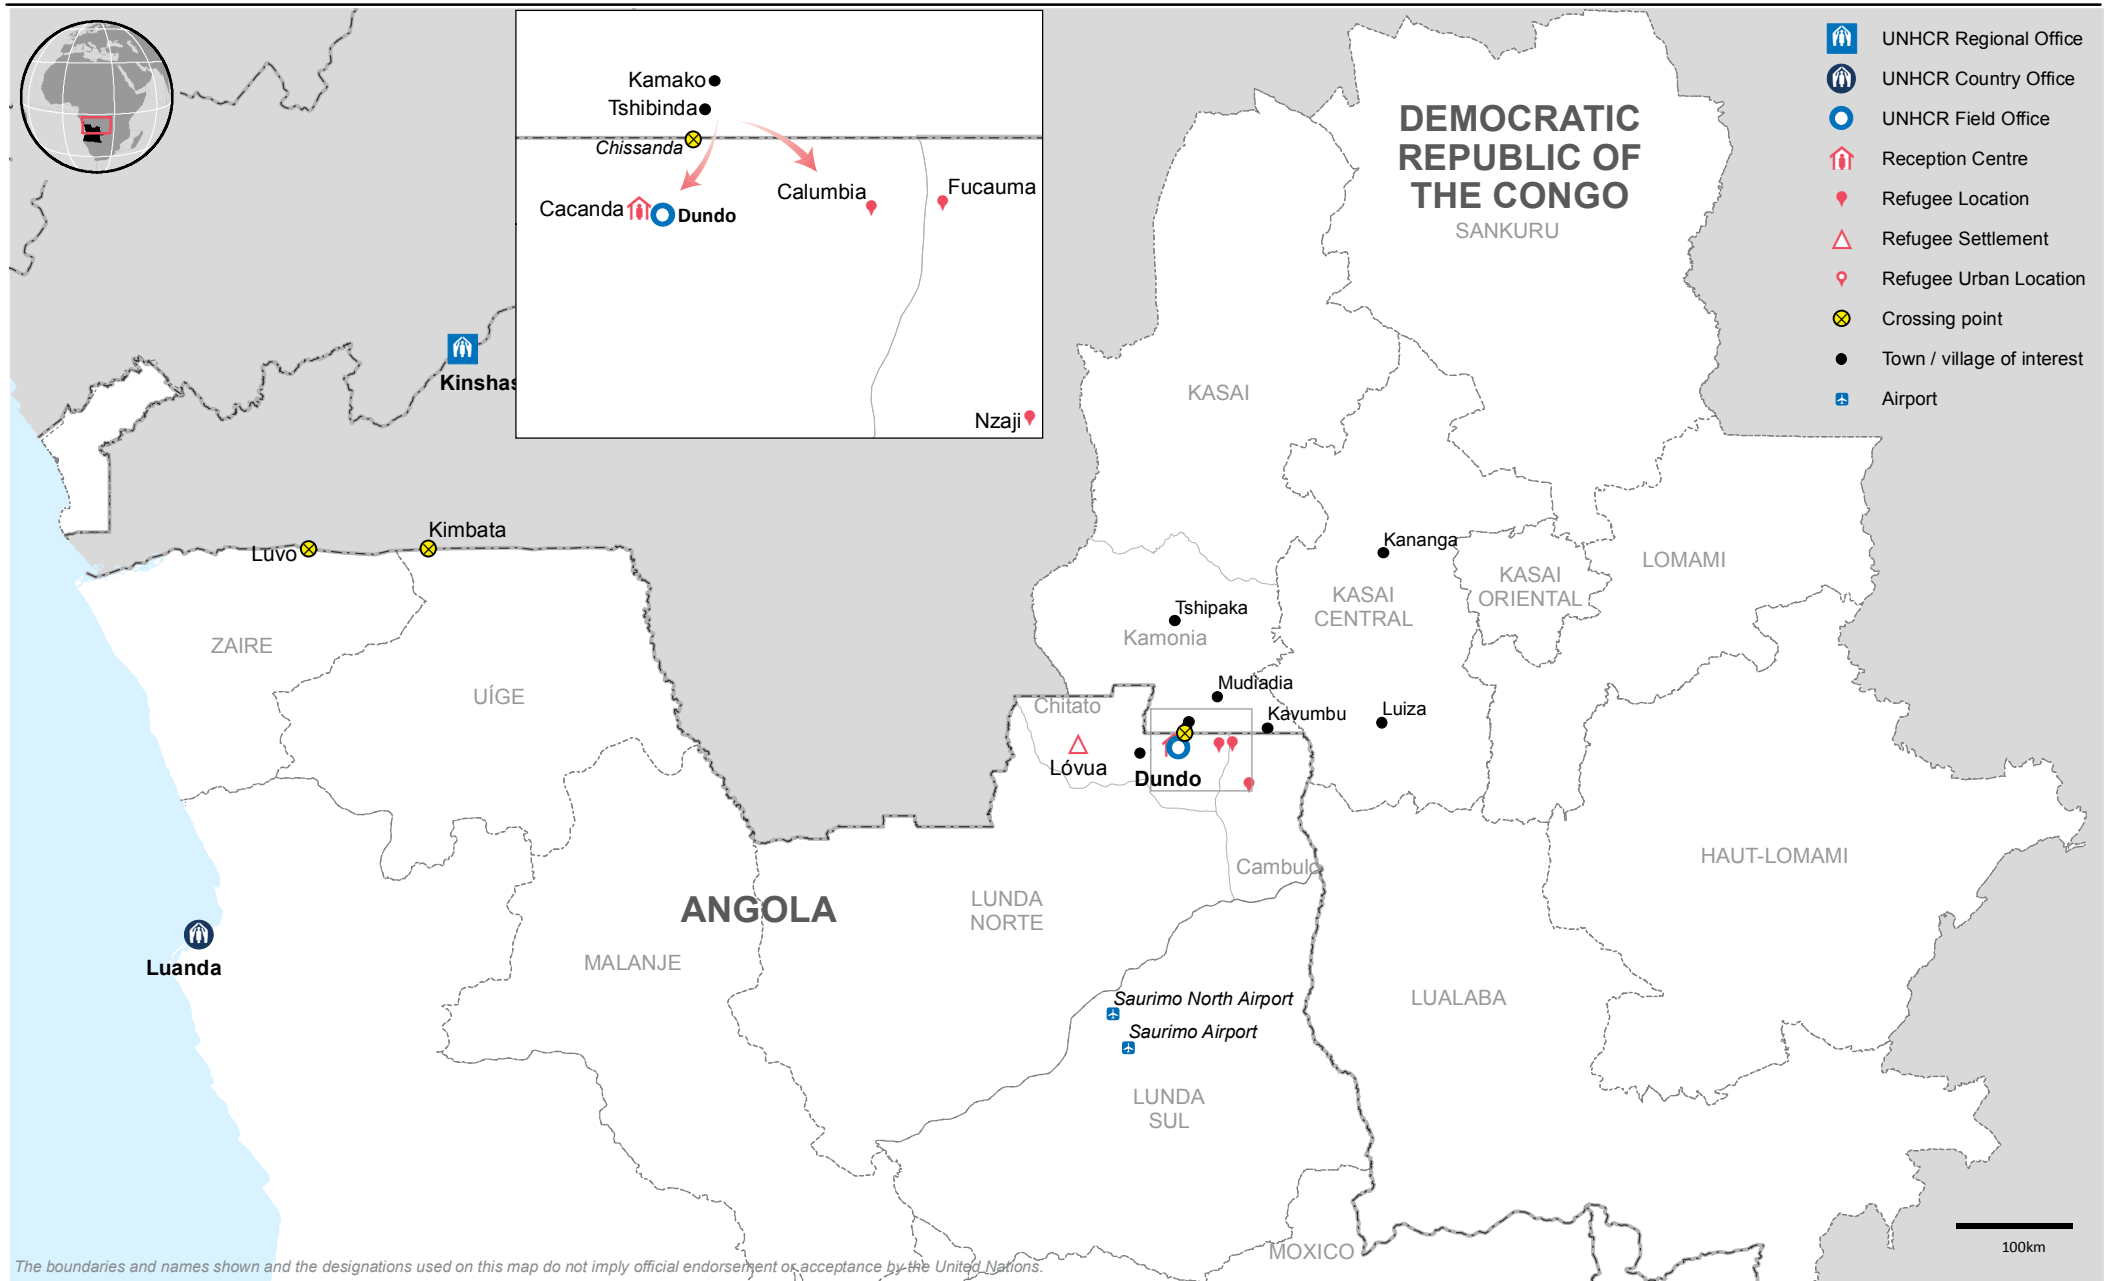 Kamako
Tshibinda
Chissanda
Cacanda
Dundo
Calumbia
Fucauma
Nzaji
UNHCR Regional Office
UNHCR Country Office
UNHCR Field Office
Reception Centre
Refugee Location
Refugee Settlement
Refugee Urban Location
Crossing point
Town / village of interest
Airport
DEMOCRATIC
REPUBLIC OF
THE CONGO
SANKURU
Kinshas
KASAI
Luvo
Kimbata
Kananga
KASAI
CENTRAL
KASAI
ORIENTAL
LOMAMI
Tshipaka
Kamonia
ZAIRE
UÍGE
Mudiadia
Chitato
Kavumbu
Luiza
Lóvua
Dundo
Cambulo
HAUT-LOMAMI
ANGOLA
LUNDA
NORTE
MALANJE
Luanda
Saurimo North Airport
Saurimo Airport
LUALABA
LUNDA
SUL
MOXICO
100km
The boundaries and names shown and the designations used on this map do not imply official endorsement or acceptance by the United Nations.